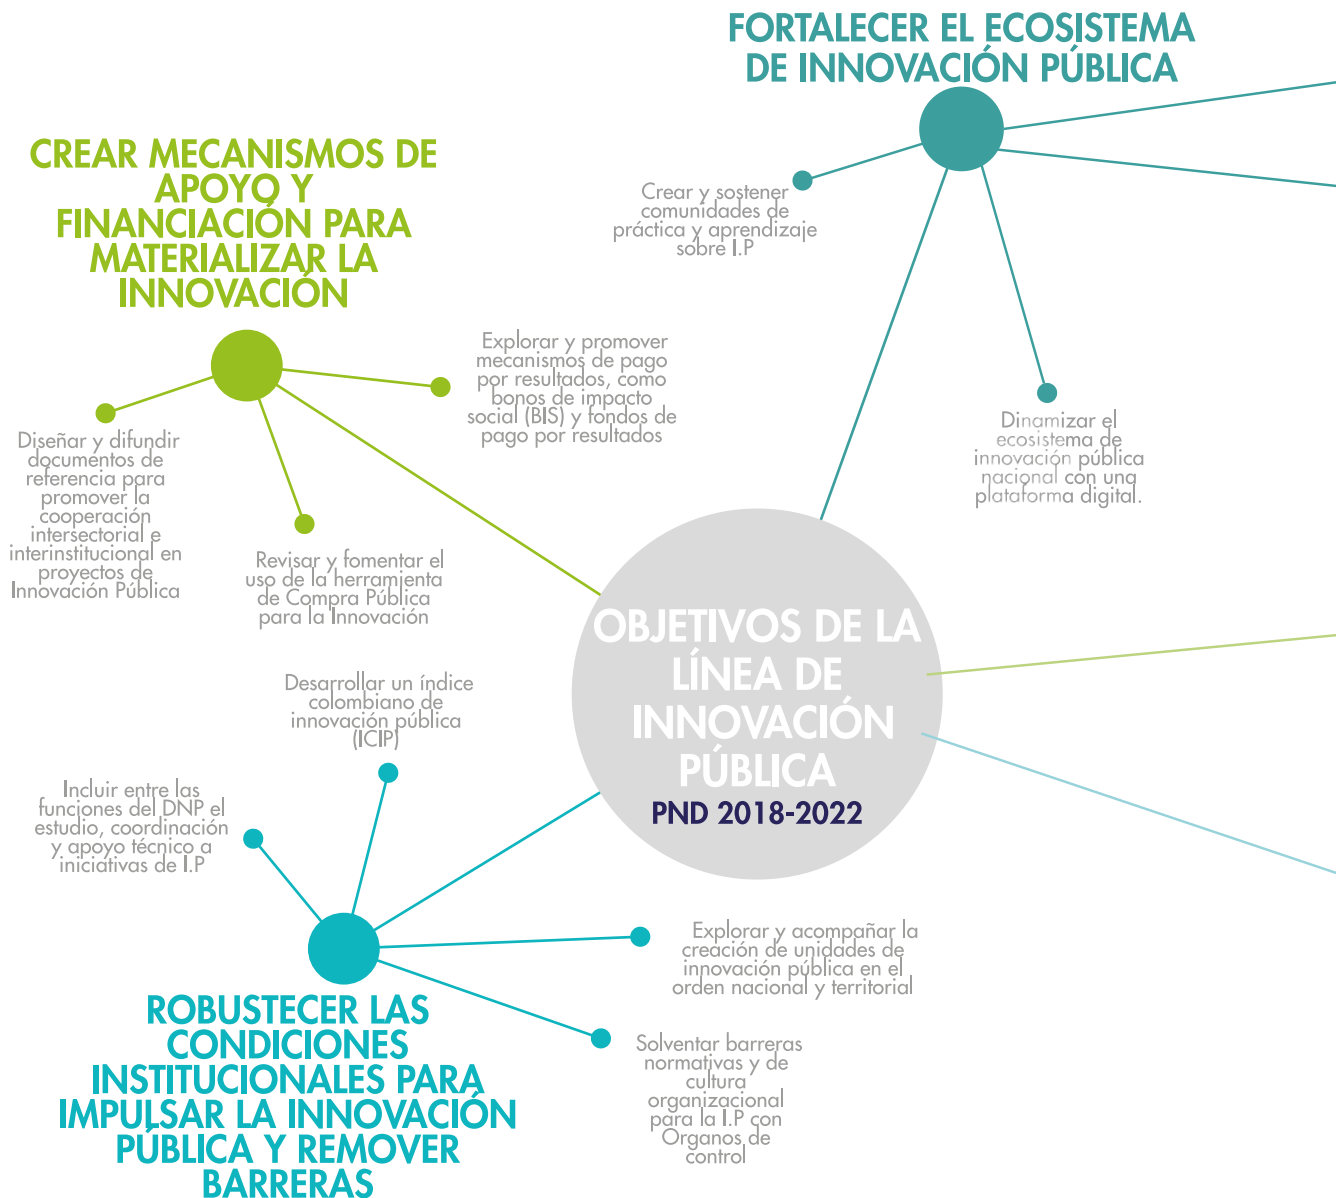 FORTALECER EL ECOSISTEMA
DE INNOVACIÓN PÚBLICA
CREAR MECANISMOS DE
APOYO Y
FINANCIACIÓN PARA
MATERIALIZAR LA
INNOVACIÓN
Crear y sostener
comunidades de
práctica y aprendizaje
sobre I.P
Explorar y promover
mecanismos de pago
por resultados, como
bonos de impacto
social (BIS) y fondos de
pago por resultados
Diseñar y difundir
documentos de
referencia para
promover la
cooperación
intersectorial e
interinstitucional en
proyectos de
Innovación Pública
Revisar y fomentar el
uso de la herramienta
de Compra Pública
para la Innovación
Dinamizar el
ecosistema de
innovación pública
nacional con una
plataforma digital.
OBJETIVOS DE LA
LÍNEA DE
INNOVACIÓN
PÚBLICA
PND 2018-2022
Desarrollar un índice
colombiano de
innovación pública
(ICIP)
Incluir entre las
funciones del DNP el
estudio, coordinación
y apoyo técnico a
iniciativas de I.P
Explorar y acompañar la
creación de unidades de
innovación pública en el
orden nacional y territorial
ROBUSTECER LAS
CONDICIONES
INSTITUCIONALES PARA
IMPULSAR LA INNOVACIÓN
PÚBLICA Y REMOVER
BARRERAS
Solventar barreras
normativas y de
cultura
organizacional
para la I.P con
Organos de
control